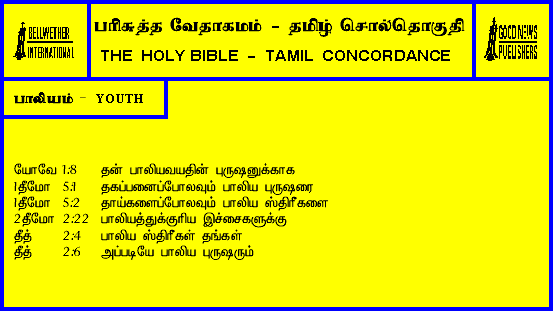 BELLWETHER
INTERNATIONAL
பரிசுத்த வேதாகமம் - தமிழ் சொல்தொகுதி
THE HOLY BIBLE - TAMIL CONCORDANCE
GOOD NEWS
PUBLISHERS
பாலியம் - YOUTH
யோவே 1:8 தன் பாலியவயதின் புருஷனுக்காக
1தீமோ 5:1 தகப்பனைப்போலவும் பாலிய புருஷரை
1தீமோ 5:2 தாய்களைப்போலவும் பாலிய ஸ்திரீகளை
2தீமோ 2:22 பாலியத்துக்குரிய இச்சைகளுக்கு
தீத் 2:4 பாலிய ஸ்திரீகள் தங்கள்
தீத் 2:6 அப்படியே பாலிய புருஷரும்